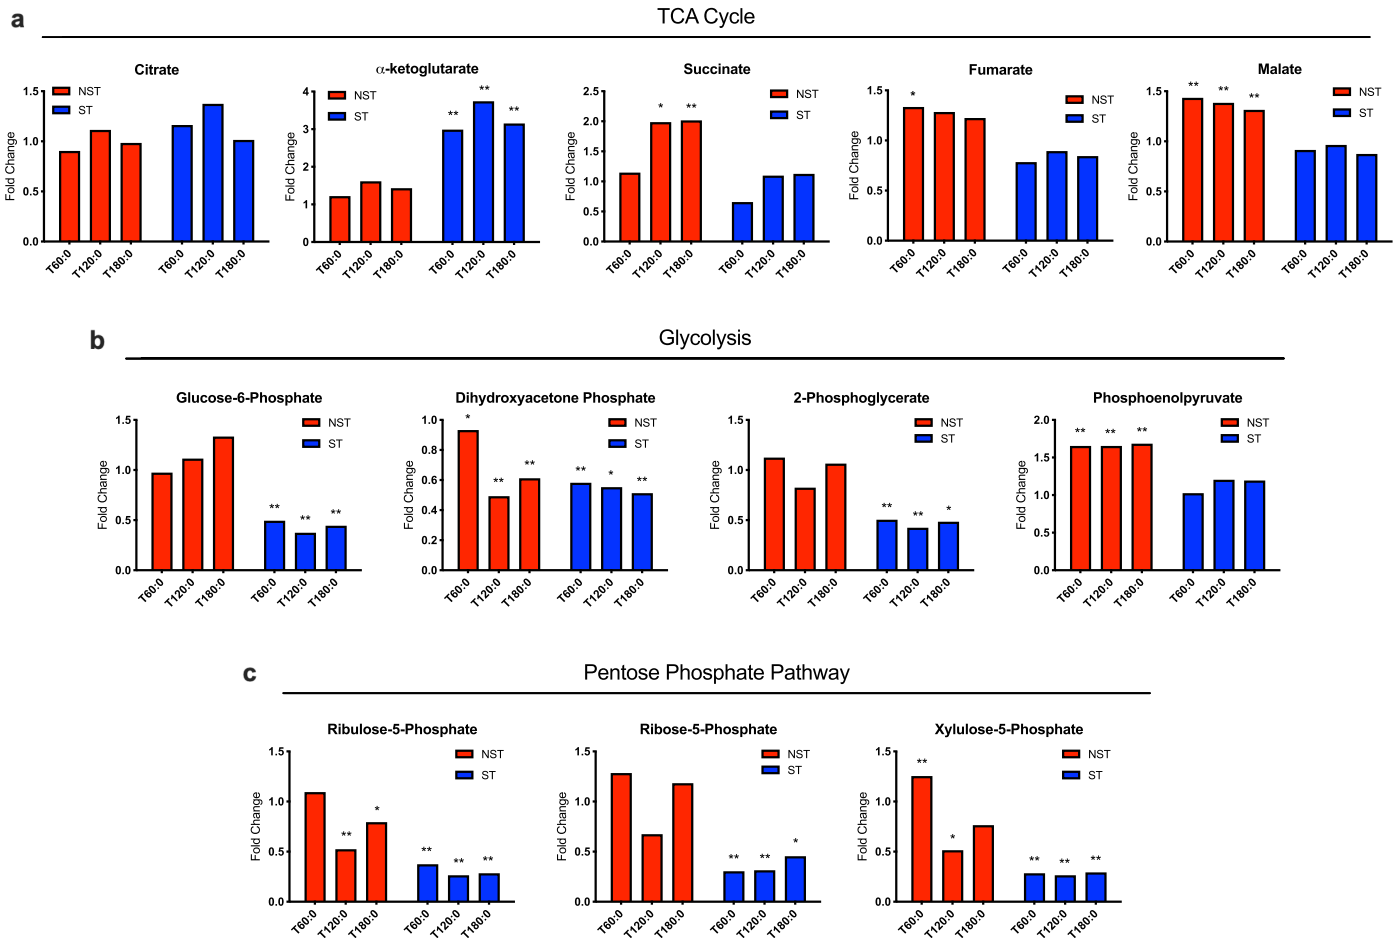 a
TCA Cycle
Citrate
NST
ST
Fold Change
1.5
1.0
0.5
0.0
T60:0 T120:0 T180:0 T60:0 T120:0 T180:0
α-ketoglutarate
NST
ST
4
3
2
1
0
** ** **
T60:0 T120:0 T180:0 T60:0 T120:0 T180:0
Succinate
NST
ST
Fold Change
2.5
2.0
1.5
1.0
0.5
0.0
* **
T60:0 T120:0 T180:0 T60:0 T120:0 T180:0
Fumarate
NST
ST
Fold Change
1.5
1.0
0.5
0.0
*
T60:0 T120:0 T180:0 T60:0 T120:0 T180:0
Malate
NST
ST
Fold Change
1.5
1.0
0.5
0.0
** ** **
T60:0 T120:0 T180:0 T60:0 T120:0 T180:0
b
Glycolysis
Glucose-6-Phosphate
NST
ST
Fold Change
1.5
1.0
0.5
0.0
** ** **
T60:0 T120:0 T180:0 T60:0 T120:0 T180:0
Dihydroxyacetone Phosphate
NST
ST
Fold Change
1.0
0.8
0.6
0.4
0.2
0.0
* ** ** ** * **
T60:0 T120:0 T180:0 T60:0 T120:0 T180:0
2-Phosphoglycerate
NST
ST
Fold Change
1.5
1.0
0.5
0.0
** ** *
T60:0 T120:0 T180:0 T60:0 T120:0 T180:0
Phosphoenolpyruvate
NST
ST
Fold Change
2.0
1.5
1.0
0.5
0.0
** ** **
T60:0 T120:0 T180:0 T60:0 T120:0 T180:0
c
Pentose Phosphate Pathway
Ribulose-5-Phosphate
NST
ST
Fold Change
1.5
1.0
0.5
0.0
** * ** ** **
T60:0 T120:0 T180:0 T60:0 T120:0 T180:0
Ribose-5-Phosphate
NST
ST
Fold Change
1.5
1.0
0.5
0.0
** ** *
T60:0 T120:0 T180:0 T60:0 T120:0 T180:0
Xylulose-5-Phosphate
NST
ST
Fold Change
1.5
1.0
0.5
0.0
** * ** ** **
T60:0 T120:0 T180:0 T60:0 T120:0 T180:0